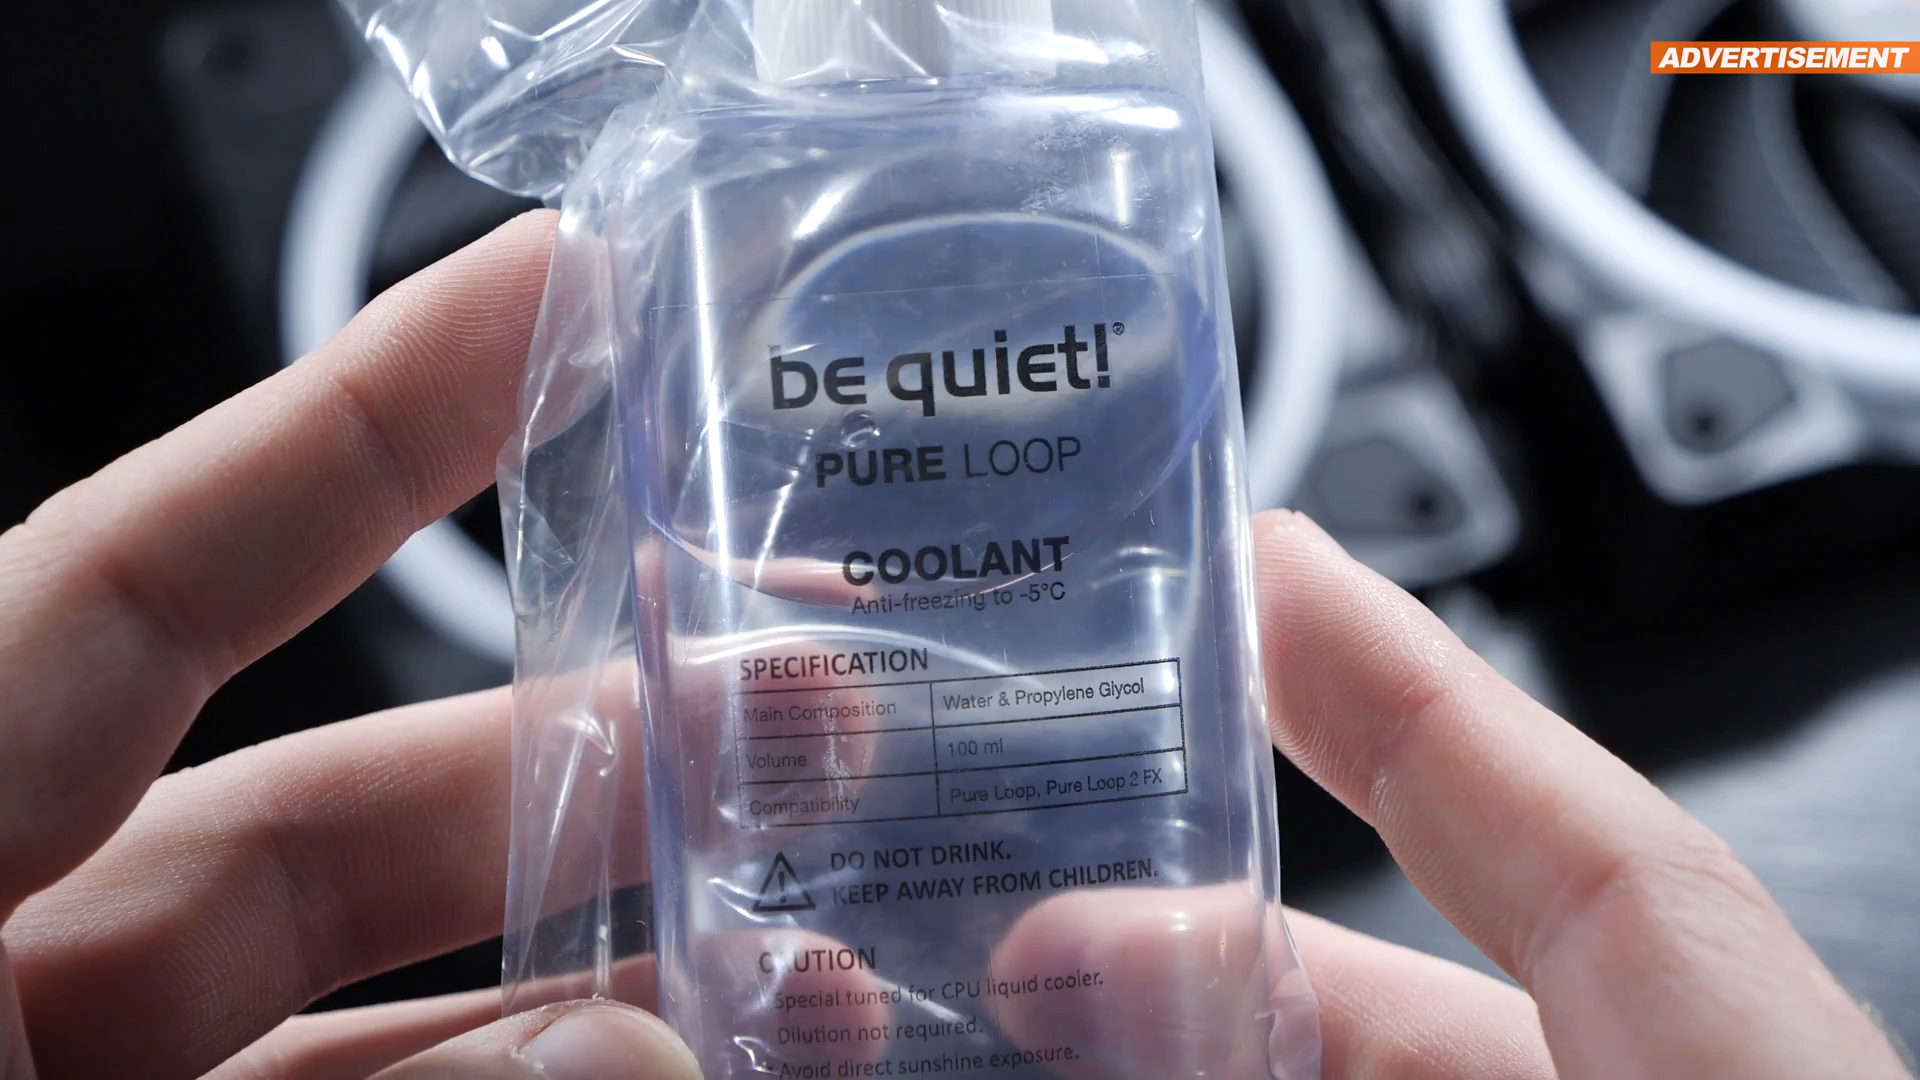 ADVERTISEMENT
be quiet!®
PURE LOOP
COOLANT
Anti-freezing to -5°C
SPECIFICATION
Main Composition Water & Propylene Glycol
Volume 100 ml
Compatibility Pure Loop, Pure Loop 2 FX
DO NOT DRINK.
KEEP AWAY FROM CHILDREN.
CAUTION
Special tuned for CPU liquid cooler.
Dilution not required.
Avoid direct sunshine exposure.